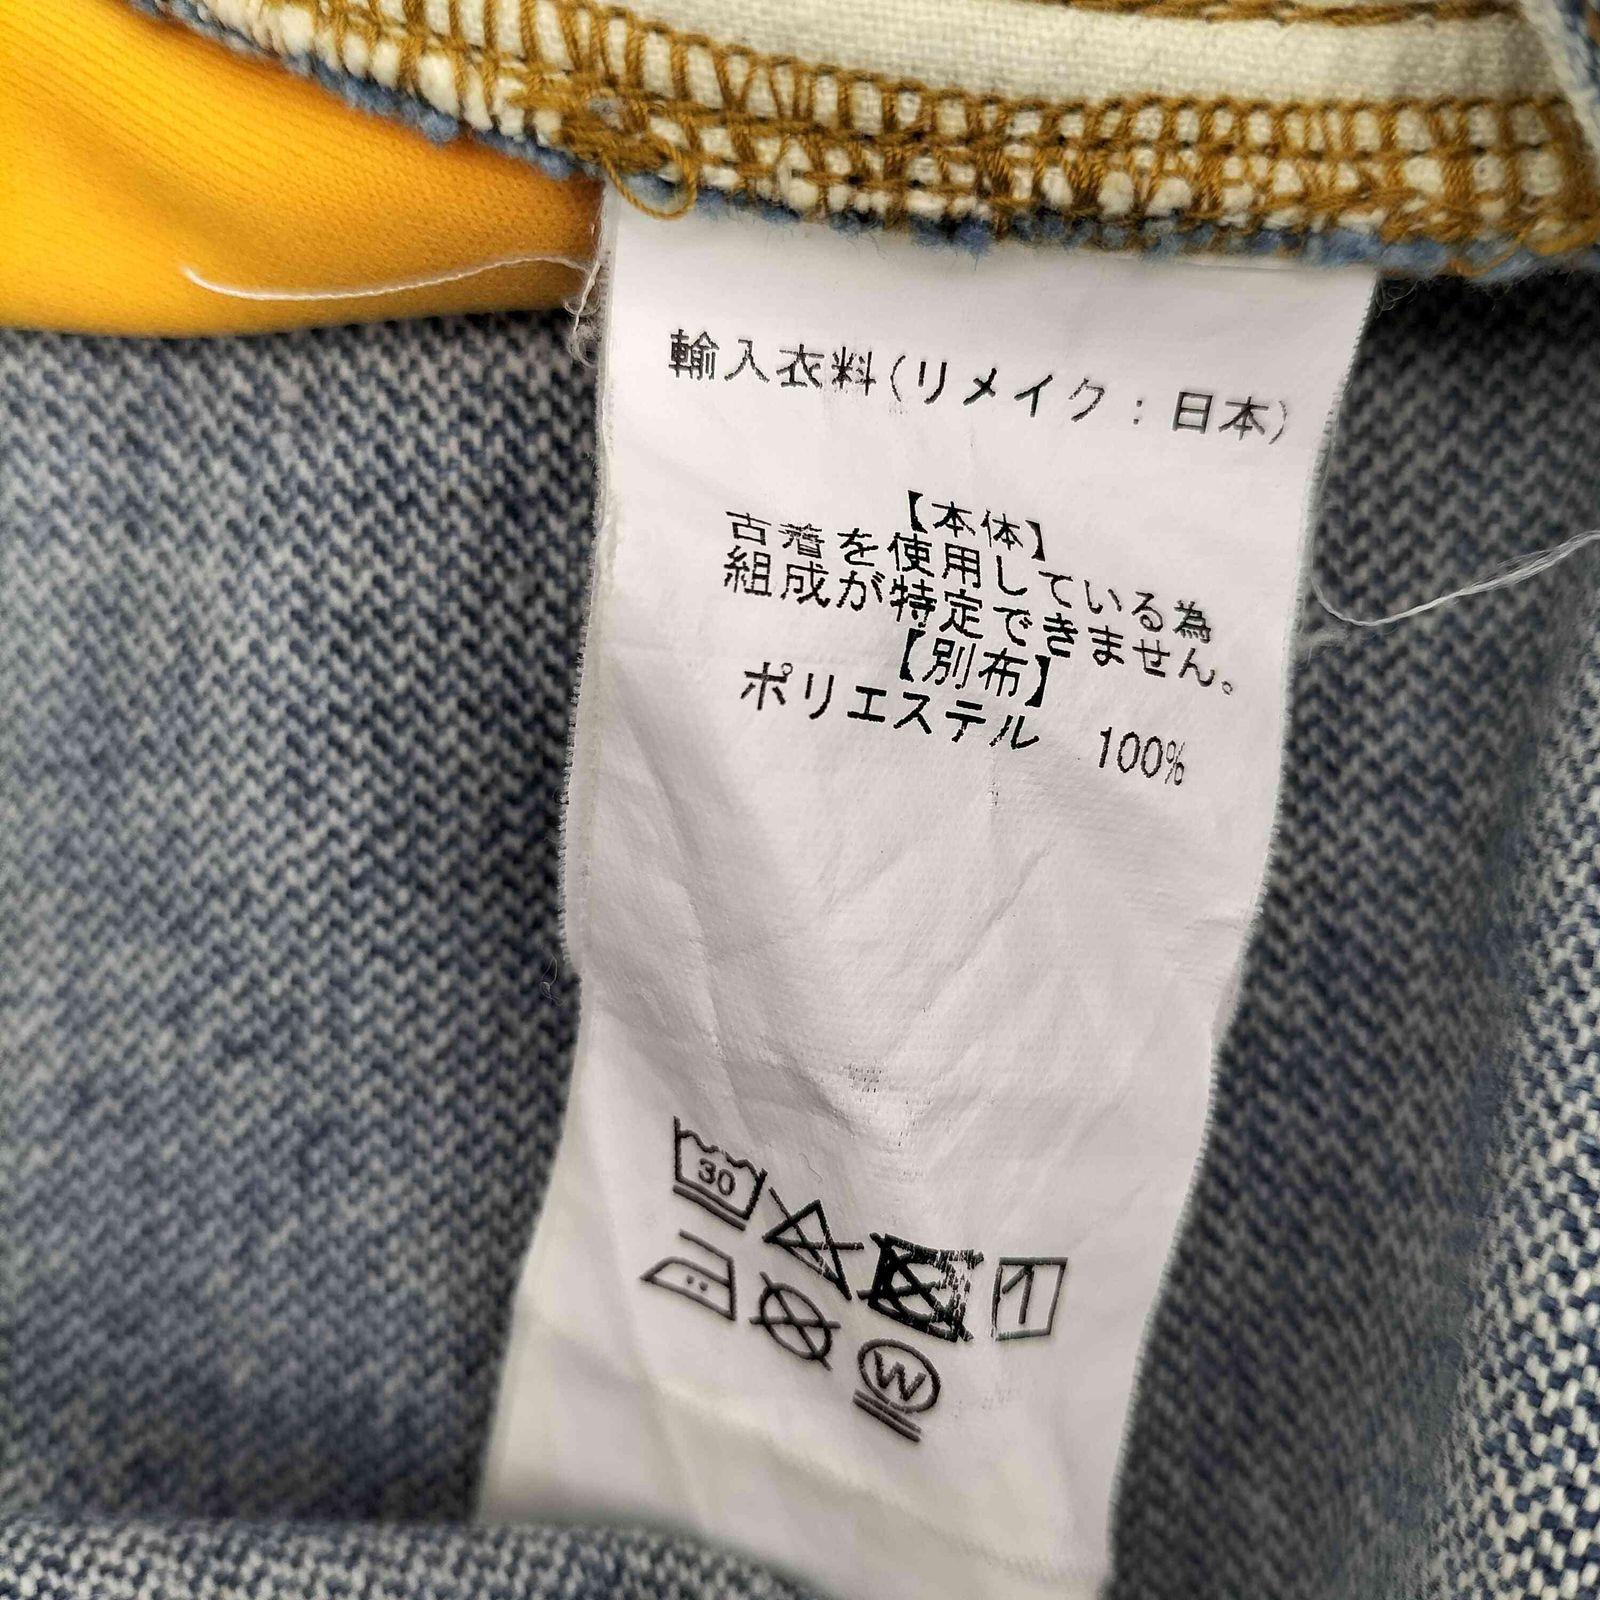 輸入衣料(リメイク:日本)
【本体】
古着を使用している為
組成が特定できません。
【別布】
ポリエステル 100%
30
W